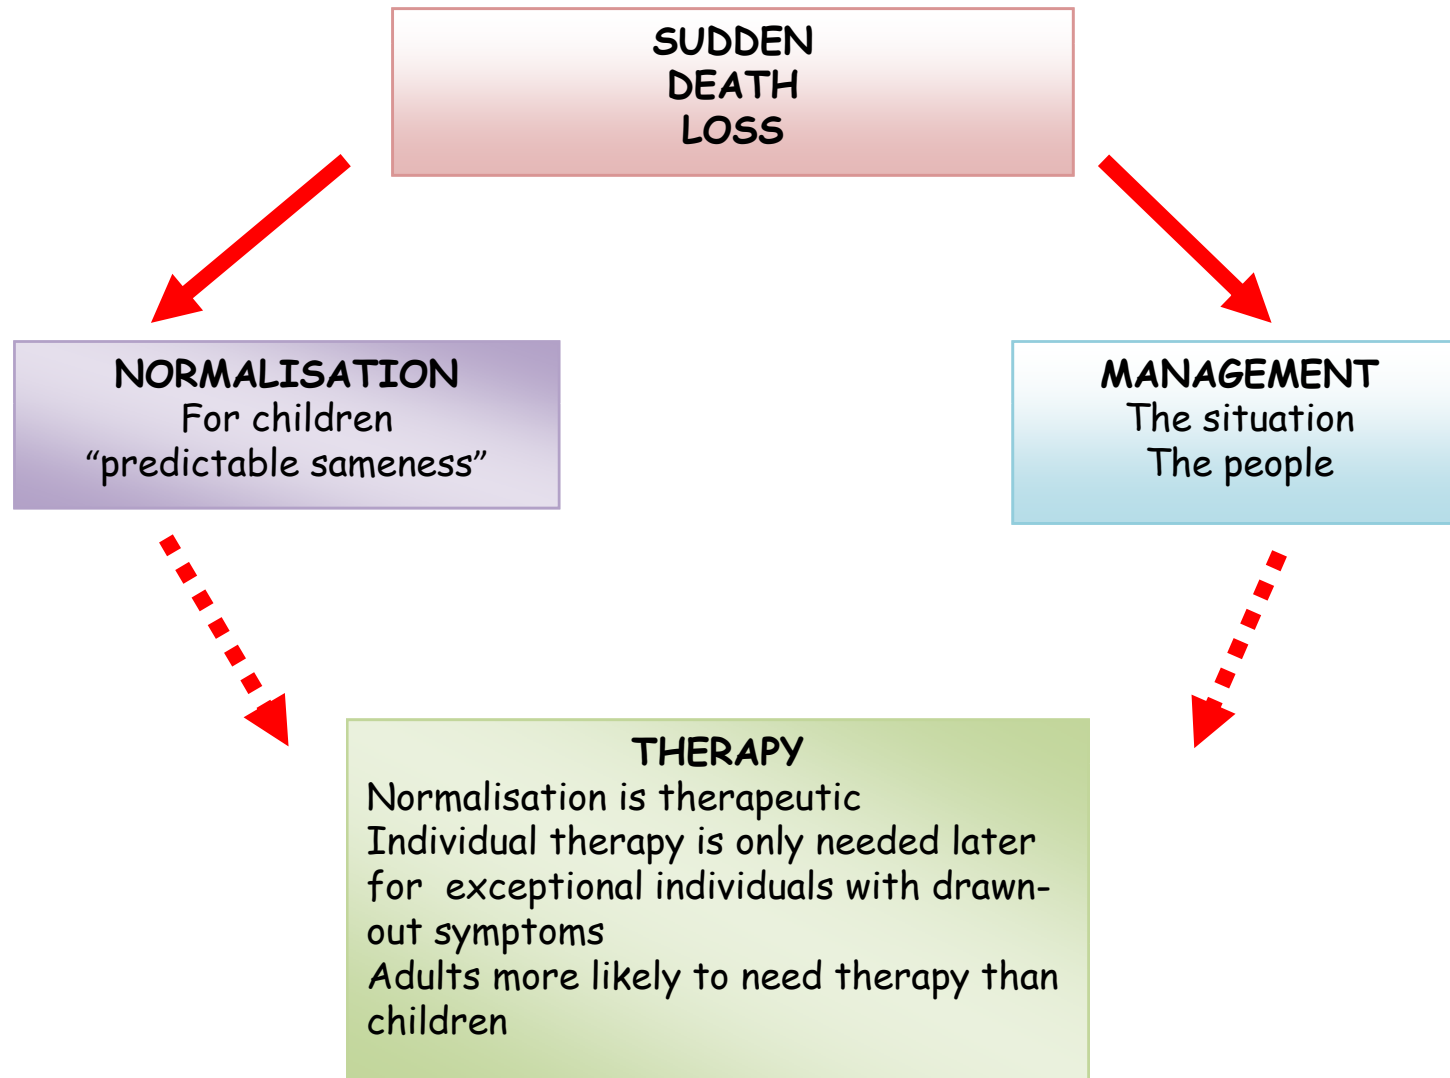 SUDDEN
DEATH
LOSS
NORMALISATION
For children
“predictable sameness”
MANAGEMENT
The situation
The people
THERAPY
Normalisation is therapeutic
Individual therapy is only needed later
for  exceptional individuals with drawn-
out symptoms
Adults more likely to need therapy than
children